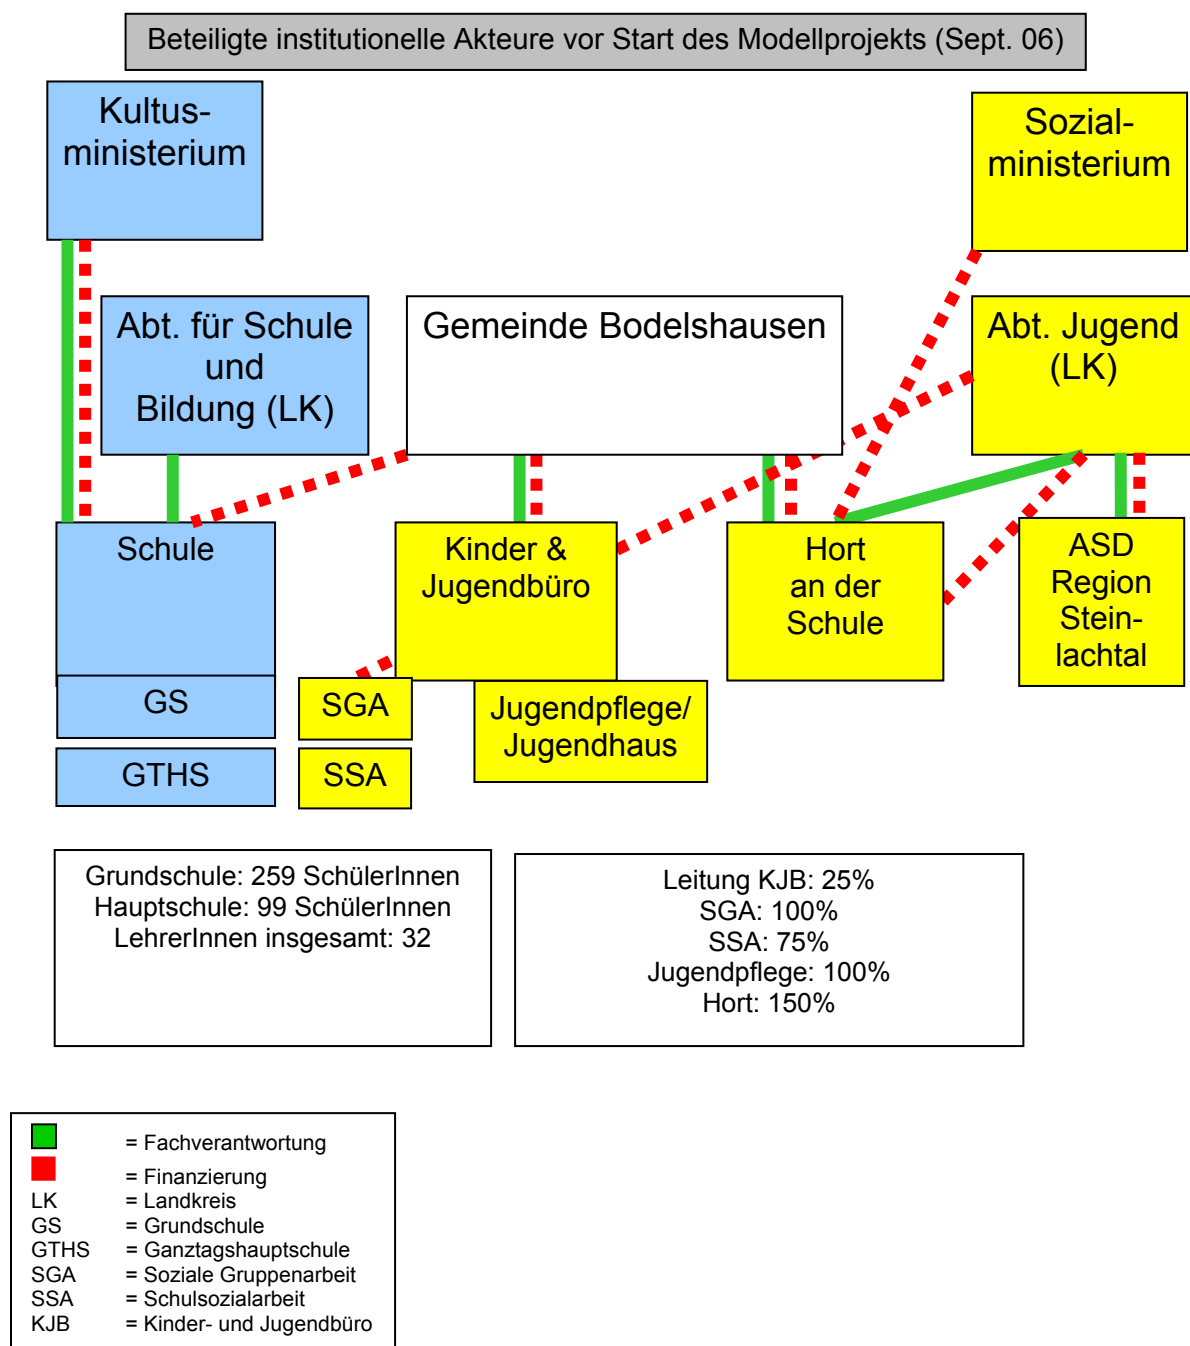 Beteiligte institutionelle Akteure vor Start des Modellprojekts (Sept. 06)
Kultus-
ministerium
Sozial-
ministerium
Abt. für Schule
und
Bildung (LK)
Gemeinde Bodelshausen
Abt. Jugend
(LK)
Schule
Kinder &
Jugendbüro
Hort
an der
Schule
ASD
Region
Stein-
lachtal
GS
SGA
Jugendpflege/
Jugendhaus
GTHS
SSA
Grundschule: 259 SchülerInnen
Hauptschule: 99 SchülerInnen
LehrerInnen insgesamt: 32
Leitung KJB: 25%
SGA: 100%
SSA: 75%
Jugendpflege: 100%
Hort: 150%
= Fachverantwortung
= Finanzierung
LK = Landkreis
GS = Grundschule
GTHS = Ganztagshauptschule
SGA = Soziale Gruppenarbeit
SSA = Schulsozialarbeit
KJB = Kinder- und Jugendbüro